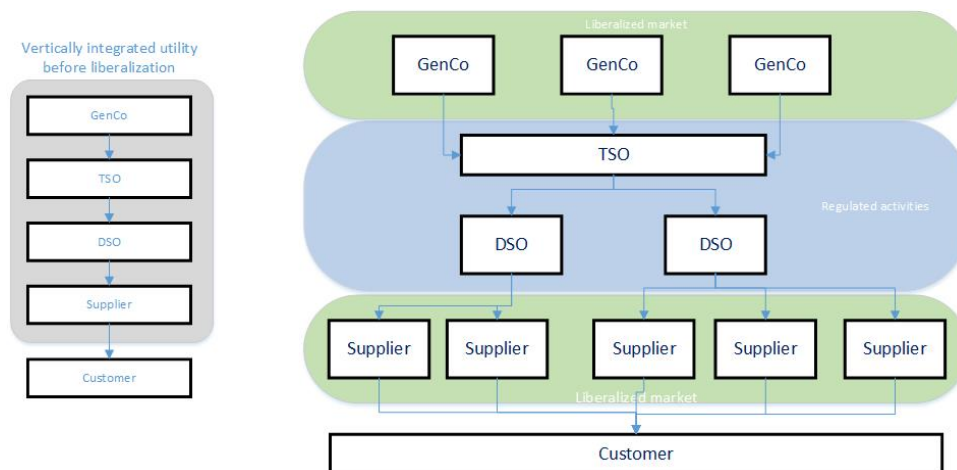 Vertically integrated utility
before liberalization
GenCo
TSO
DSO
Supplier
Customer
Liberalized market
GenCo GenCo GenCo
TSO
Regulated activities
DSO DSO
Supplier Supplier Supplier Supplier Supplier
Liberalized market
Customer